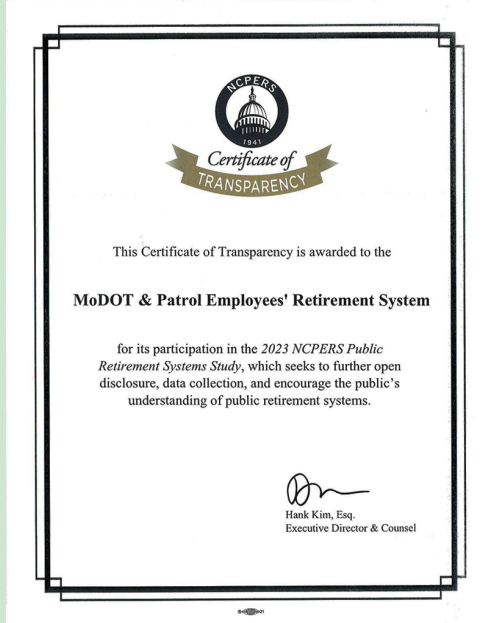 NCPERS
1941
Certificate of
TRANSPARENCY
This Certificate of Transparency is awarded to the
MoDOT & Patrol Employees' Retirement System
for its participation in the 2023 NCPERS Public
Retirement Systems Study, which seeks to further open
disclosure, data collection, and encourage the public's
understanding of public retirement systems.
Hank Kim, Esq.
Executive Director & Counsel